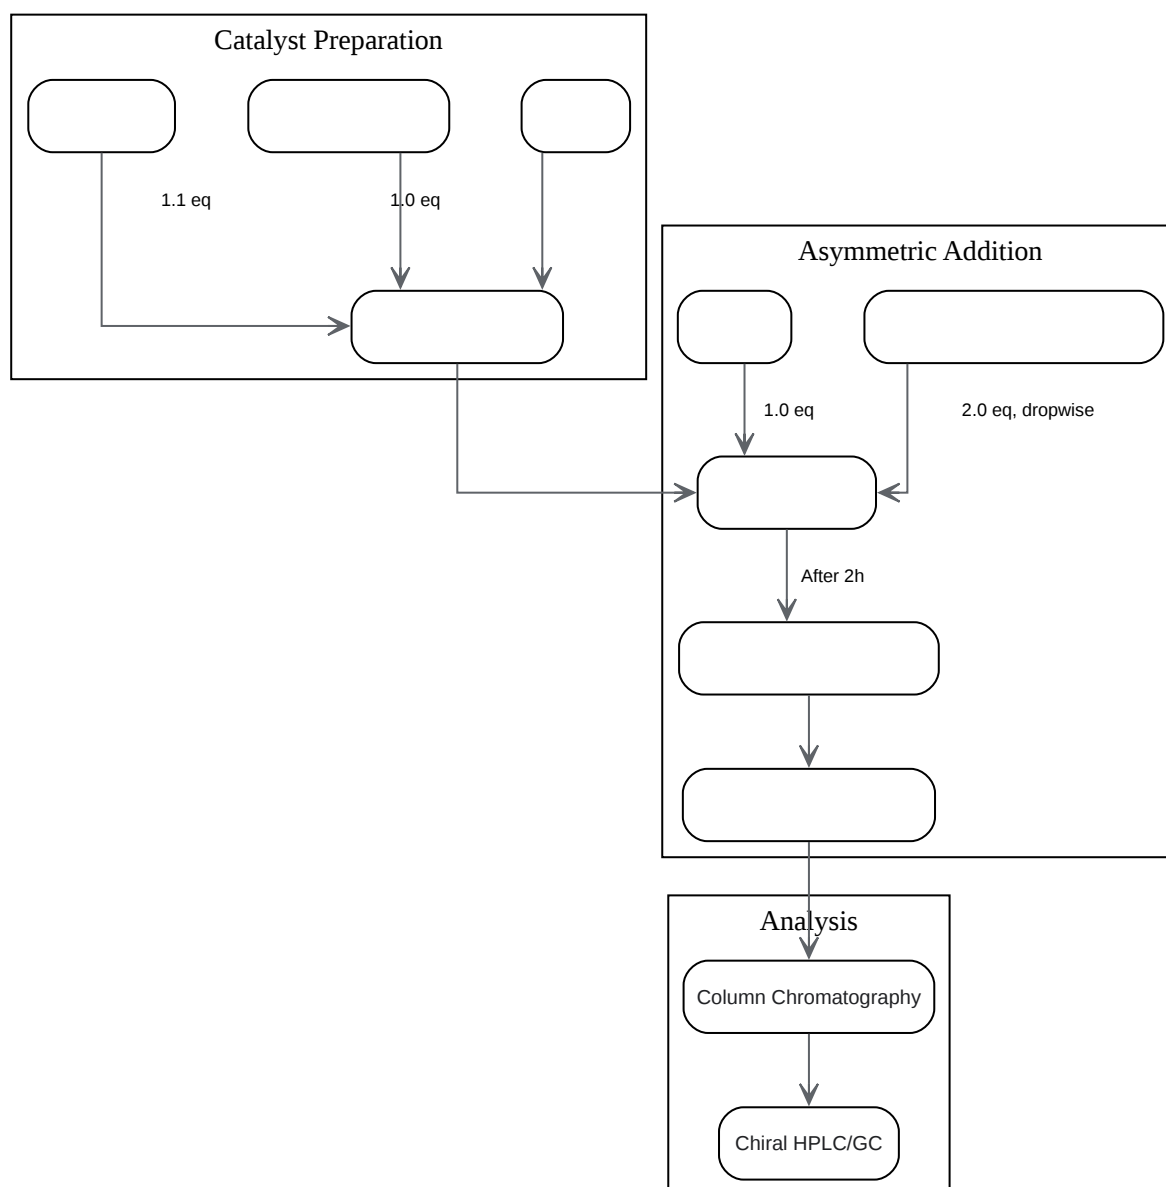 Catalyst Preparation
1.1 eq
1.0 eq
Asymmetric Addition
1.0 eq
2.0 eq, dropwise
After 2h
Analysis
Column Chromatography
Chiral HPLC/GC